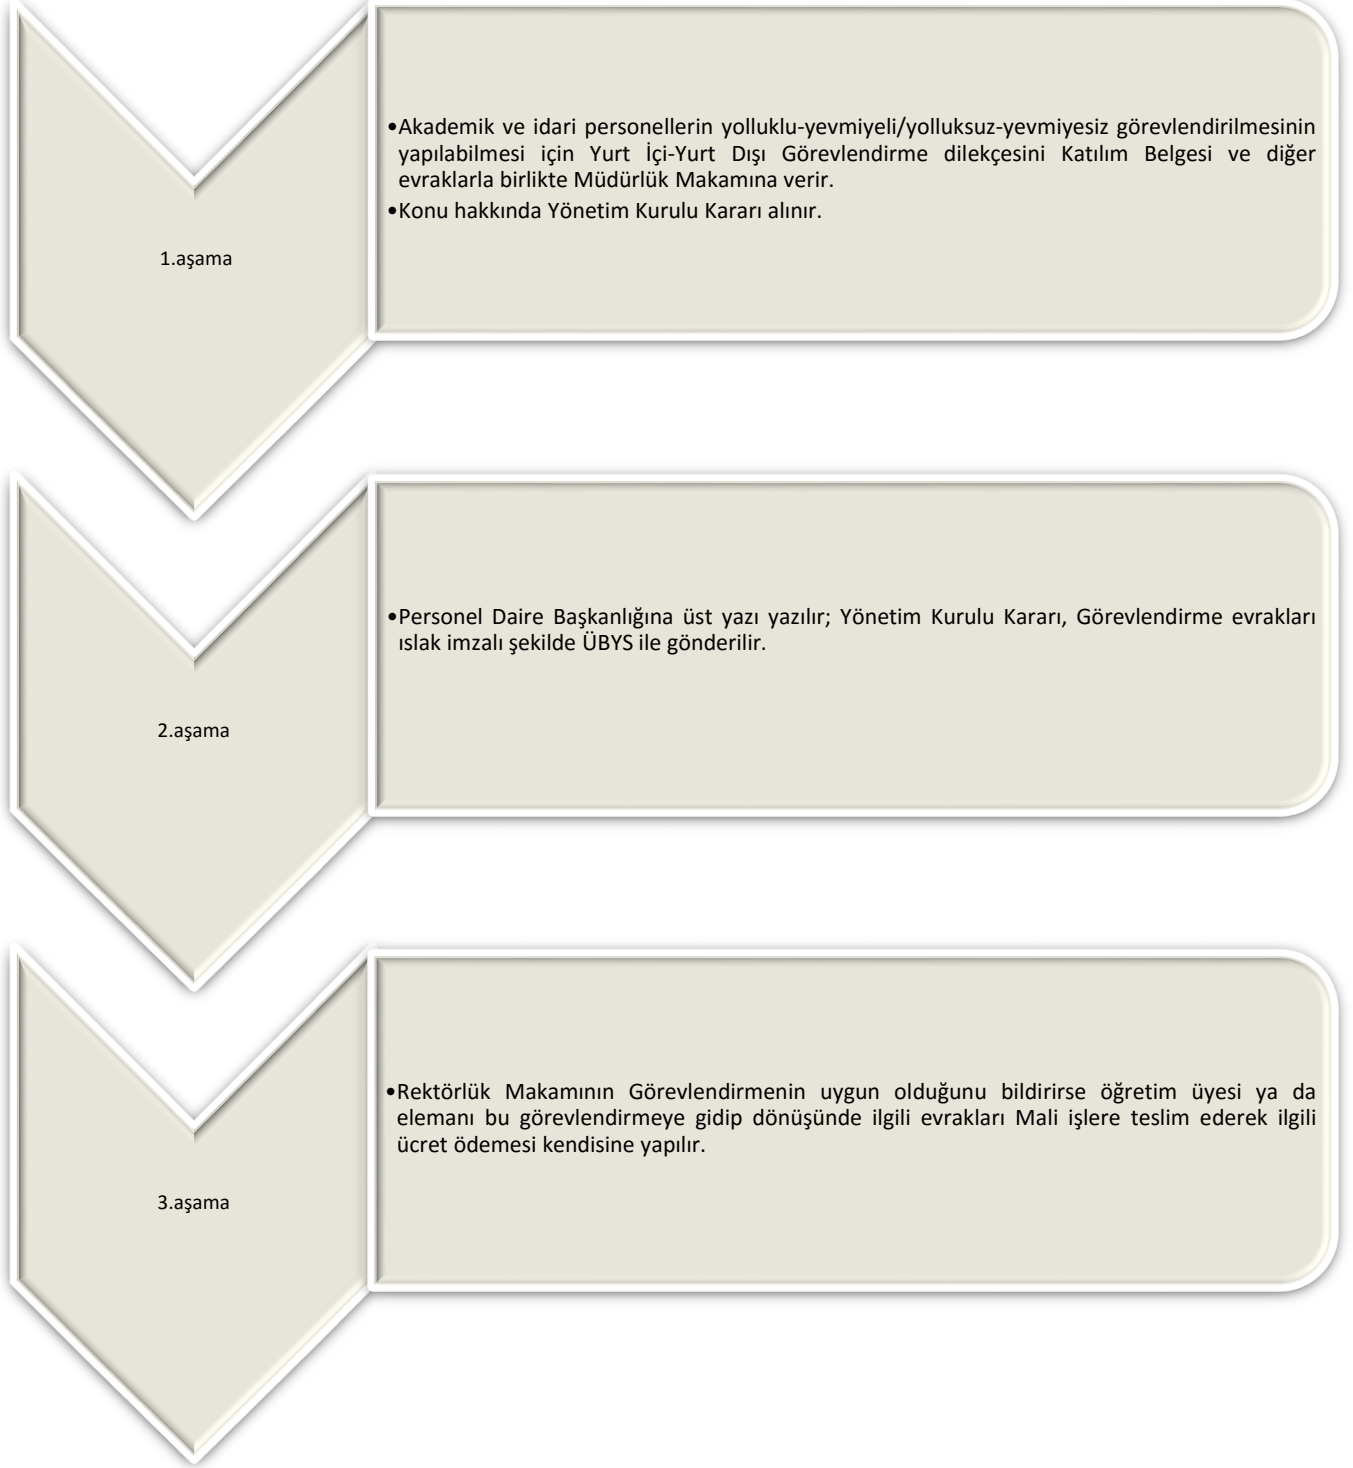 •Akademik ve idari personellerin yolluklu-yevmiyeli/yolluksuz-yevmiyesiz görevlendirilmesinin
yapılabilmesi için Yurt İçi-Yurt Dışı Görevlendirme dilekçesini Katılım Belgesi ve diğer
evraklarla birlikte Müdürlük Makamına verir.
•Konu hakkında Yönetim Kurulu Kararı alınır.
1.aşama
•Personel Daire Başkanlığına üst yazı yazılır; Yönetim Kurulu Kararı, Görevlendirme evrakları
ıslak imzalı şekilde ÜBYS ile gönderilir.
2.aşama
•Rektörlük Makamının Görevlendirmenin uygun olduğunu bildirirse öğretim üyesi ya da
elemanı bu görevlendirmeye gidip dönüşünde ilgili evrakları Mali işlere teslim ederek ilgili
ücret ödemesi kendisine yapılır.
3.aşama